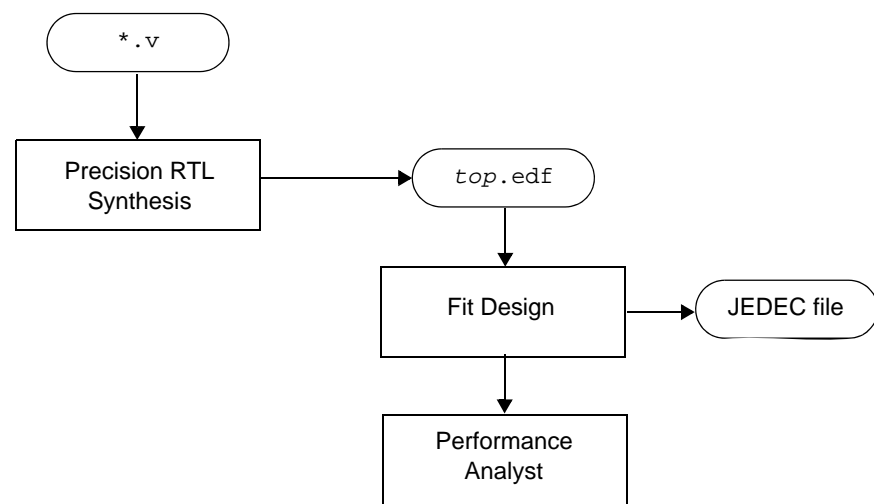 *.v
Precision RTL
Synthesis
top.edf
Fit Design
JEDEC file
Performance
Analyst